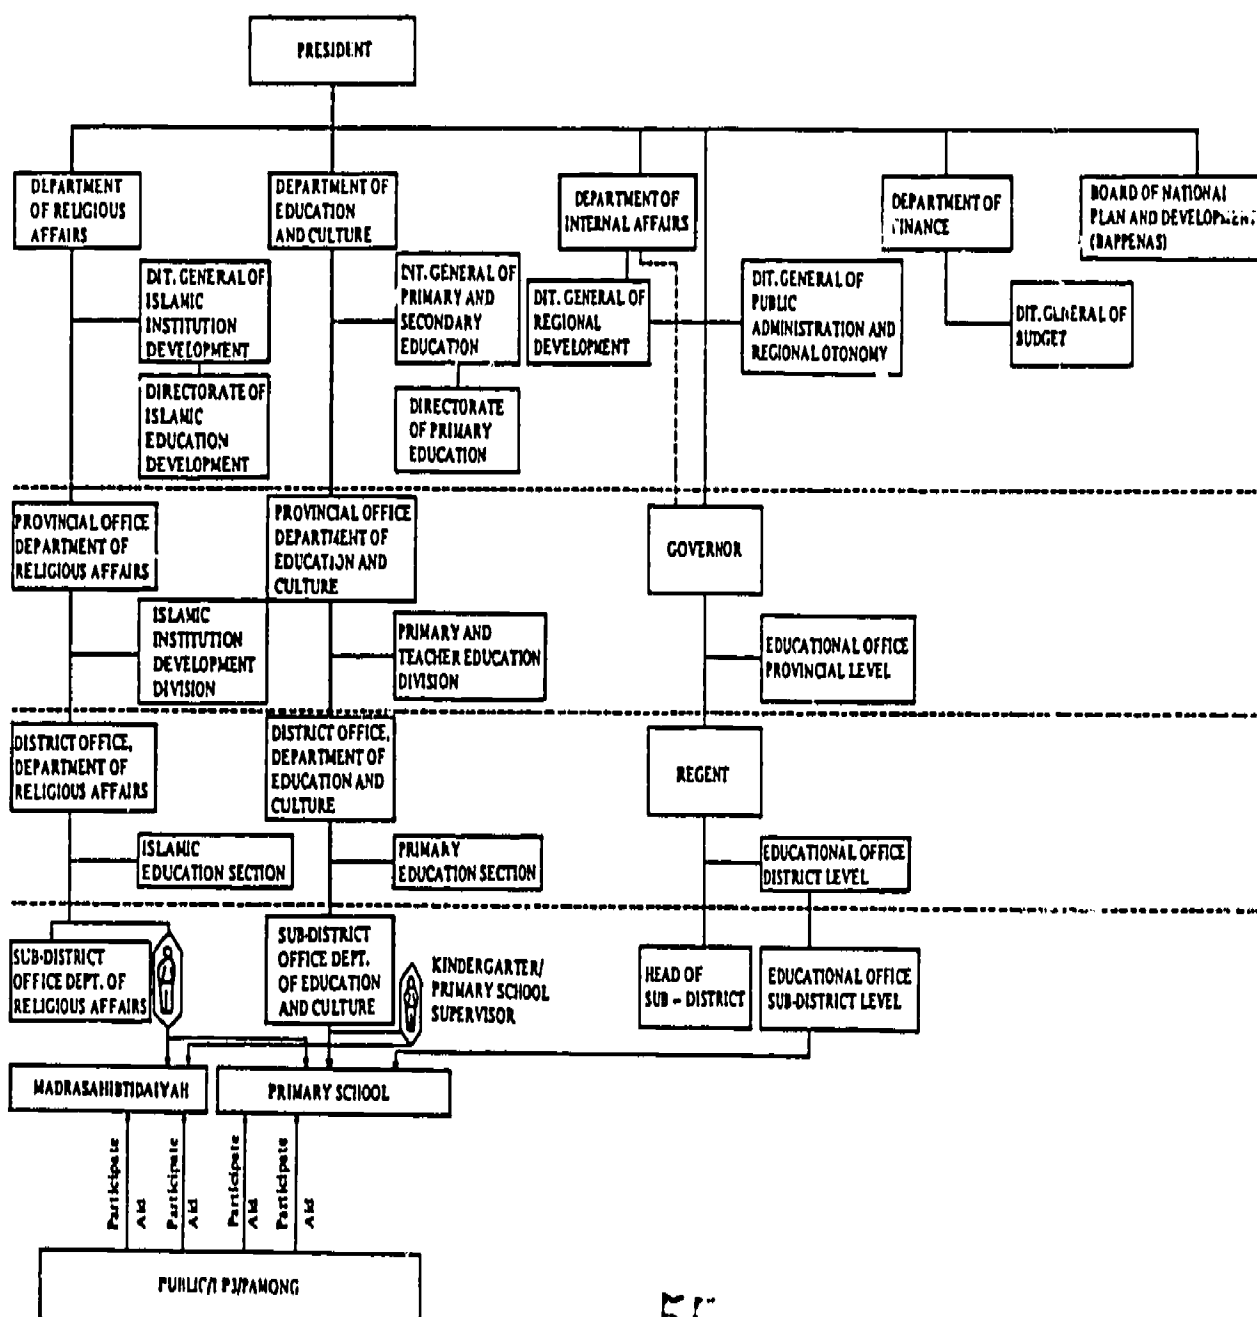 PRESIDENT
DEPARTMENT
OF RELIGIOUS
AFFAIRS
DEPARTMENT OF
EDUCATION
AND CULTURE
DEPARTMENT OF
INTERNAL AFFAIRS
DEPARTMENT OF
FINANCE
BOARD OF NATIONAL
PLAN AND DEVELOPMENT
(BAPPENAS)
DIT. GENERAL OF
ISLAMIC
INSTITUTION
DEVELOPMENT
DIT. GENERAL OF
PRIMARY AND
SECONDARY
EDUCATION
DIT. GENERAL OF
REGIONAL
DEVELOPMENT
DIT. GENERAL OF
PUBLIC
ADMINISTRATION AND
REGIONAL OTONOMY
DIT. GENERAL OF
BUDGET
DIRECTORATE OF
ISLAMIC
EDUCATION
DEVELOPMENT
DIRECTORATE
OF PRIMARY
EDUCATION
PROVINCIAL OFFICE
DEPARTMENT OF
RELIGIOUS AFFAIRS
PROVINCIAL OFFICE
DEPARTMENT OF
EDUCATION AND
CULTURE
GOVERNOR
ISLAMIC
INSTITUTION
DEVELOPMENT
DIVISION
PRIMARY AND
TEACHER EDUCATION
DIVISION
EDUCATIONAL OFFICE
PROVINCIAL LEVEL
DISTRICT OFFICE,
DEPARTMENT OF
RELIGIOUS AFFAIRS
DISTRICT OFFICE,
DEPARTMENT OF
EDUCATION AND
CULTURE
REGENT
ISLAMIC
EDUCATION SECTION
PRIMARY
EDUCATION SECTION
EDUCATIONAL OFFICE
DISTRICT LEVEL
SUB-DISTRICT
OFFICE DEPT. OF
RELIGIOUS AFFAIRS
SUB-DISTRICT
OFFICE DEPT.
OF EDUCATION
AND CULTURE
KINDERGARTER/
PRIMARY SCHOOL
SUPERVISOR
HEAD OF
SUB - DISTRICT
EDUCATIONAL OFFICE
SUB-DISTRICT LEVEL
MADRASAHIBTIDAIYAH
PRIMARY SCHOOL
Participate
Aid
Participate
Aid
Participate
Aid
Participate
Aid
PUBLIC/ /PAMONG